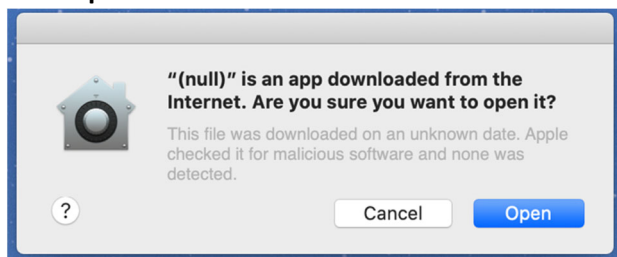 “(null)” is an app downloaded from the
Internet. Are you sure you want to open it?
This file was downloaded on an unknown date. Apple
checked it for malicious software and none was
detected.
?
Cancel
Open